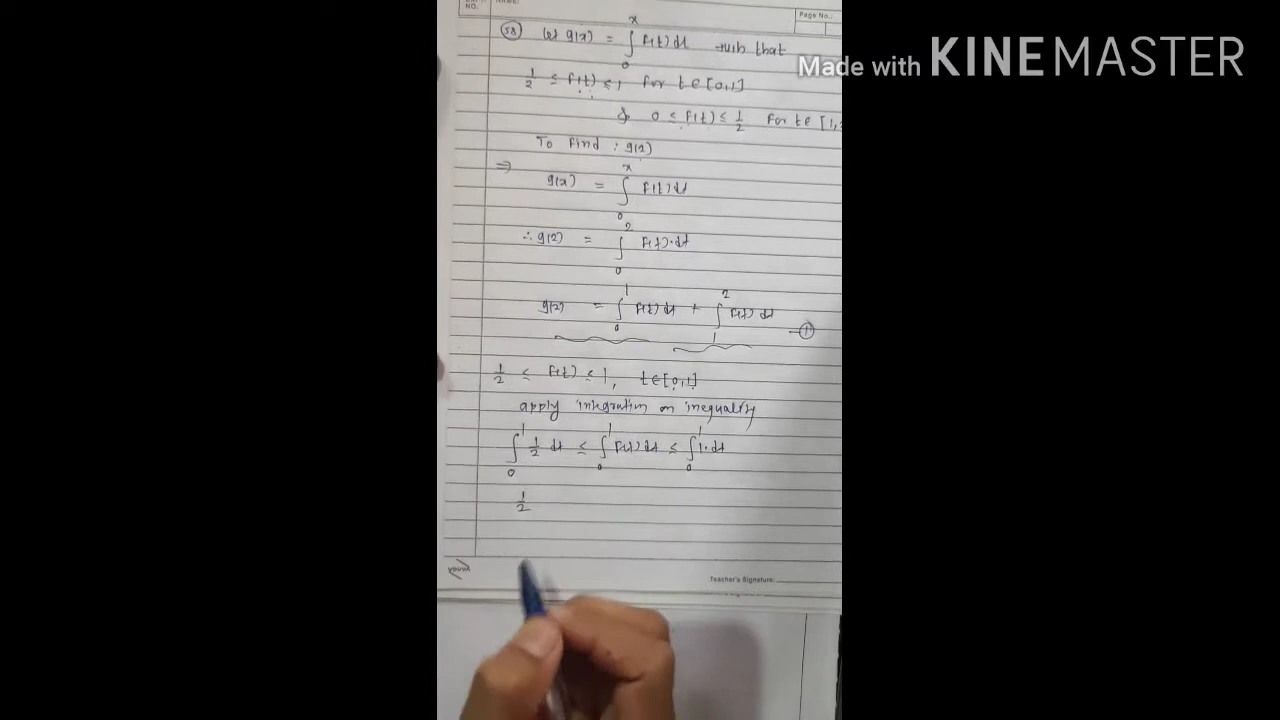 NO.
Page No.:
Made with KINEMASTER
58 Let g(x) = ∫₀ˣ f(t) dt such that
1/2 ≤ f(t) ≤ 1 for t ∈ [0,1]
& 0 ≤ f(t) ≤ 1/2 for t ∈ [1,
To Find : g(2)
⇒ g(x) = ∫₀ˣ f(t) dt
∴ g(2) = ∫₀² f(t)·dt
g(2) = ∫₀¹ f(t) dt + ∫₁² f(t) dt —①
1/2 ≤ f(t) ≤ 1, t ∈ [0,1]
apply integration on inequality
∫₀¹ 1/2 dt ≤ ∫₀¹ f(t) dt ≤ ∫₀¹ 1·dt
1/2
Teacher's Signature: